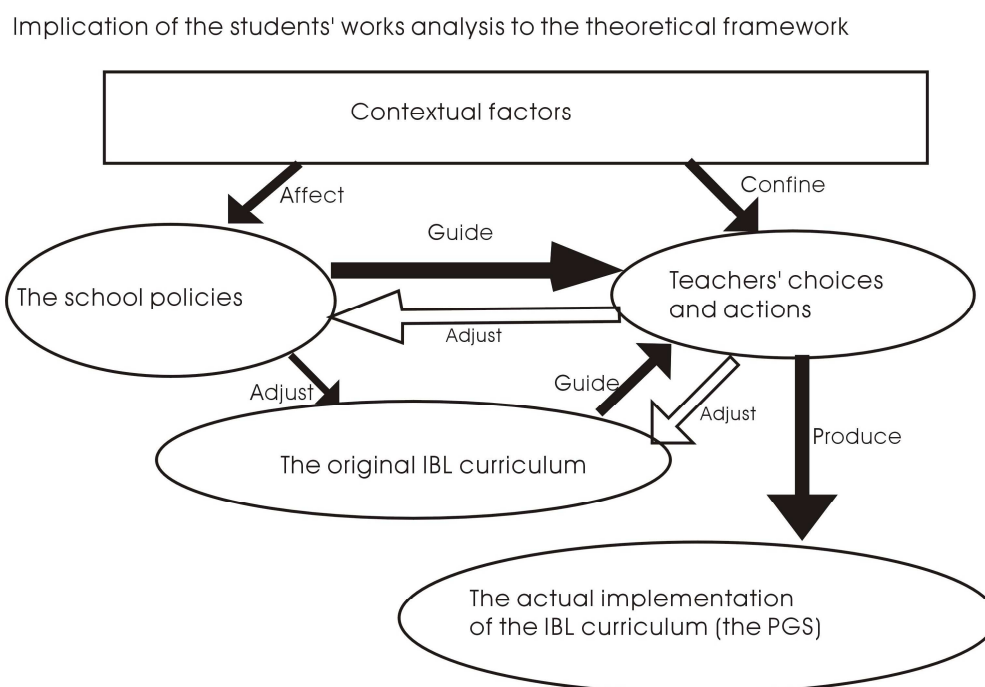 Implication of the students' works analysis to the theoretical framework
Contextual factors
Affect
Confine
Guide
The school policies
Teachers' choices
and actions
Adjust
Adjust
Guide
Adjust
Produce
The original IBL curriculum
The actual implementation
of the IBL curriculum (the PGS)